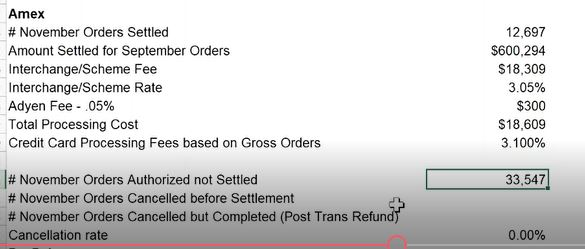 Amex
# November Orders Settled 12,697
Amount Settled for September Orders $600,294
Interchange/Scheme Fee $18,309
Interchange/Scheme Rate 3.05%
Adyen Fee - .05% $300
Total Processing Cost $18,609
Credit Card Processing Fees based on Gross Orders 3.100%
# November Orders Authorized not Settled 33,547
# November Orders Cancelled before Settlement
# November Orders Cancelled but Completed (Post Trans Refund)
Cancellation rate 0.00%